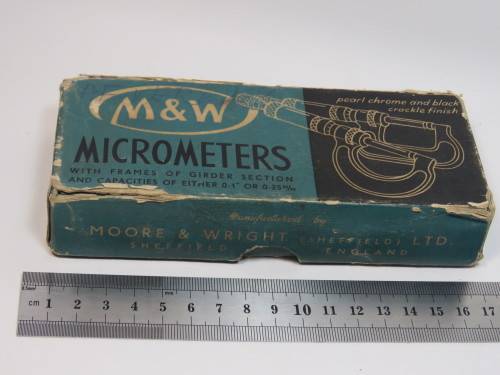 M&W
pearl chrome and black
crackle finish
MICROMETERS
WITH FRAMES OF GIRDER SECTION
AND CAPACITIES OF EITHER 0-1" OR 0-25 m/m
Manufactured by
MOORE & WRIGHT (SHEFFIELD) LTD.
SHEFFIELD ENGLAND
cm 1 2 3 4 5 6 7 8 9 10 11 12 13 14 15 16 17